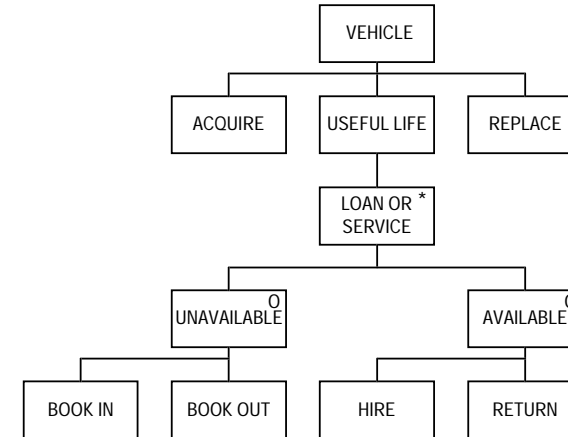 VEHICLE
ACQUIRE
USEFUL LIFE
REPLACE
LOAN OR *
SERVICE
O
UNAVAILABLE
AVAILABLE
BOOK IN
BOOK OUT
HIRE
RETURN